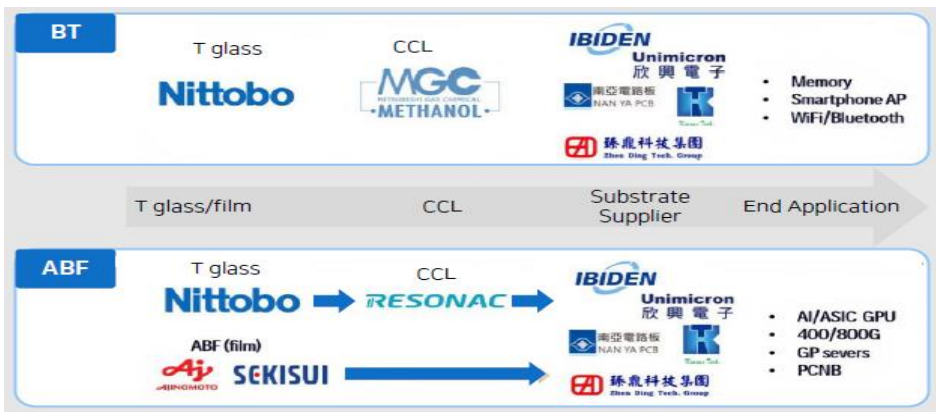 BT
T glass
Nittobo
CCL
MGC
MITSUBISHI GAS CHEMICAL
·METHANOL·
IBIDEN
Unimicron
欣興電子
南亞電路板
NAN YA PCB
臻鼎科技集團
Zhen Ding Tech. Group
• Memory
• Smartphone AP
• WiFi/Bluetooth
T glass/film
CCL
Substrate
Supplier
End Application
ABF
T glass
Nittobo
CCL
RESONAC
ABF (film)
Aj
AJINOMOTO
SEKISUI
IBIDEN
Unimicron
欣興電子
南亞電路板
NAN YA PCB
臻鼎科技集團
Zhen Ding Tech. Group
• AI/ASIC GPU
• 400/800G
• GP severs
• PCNB